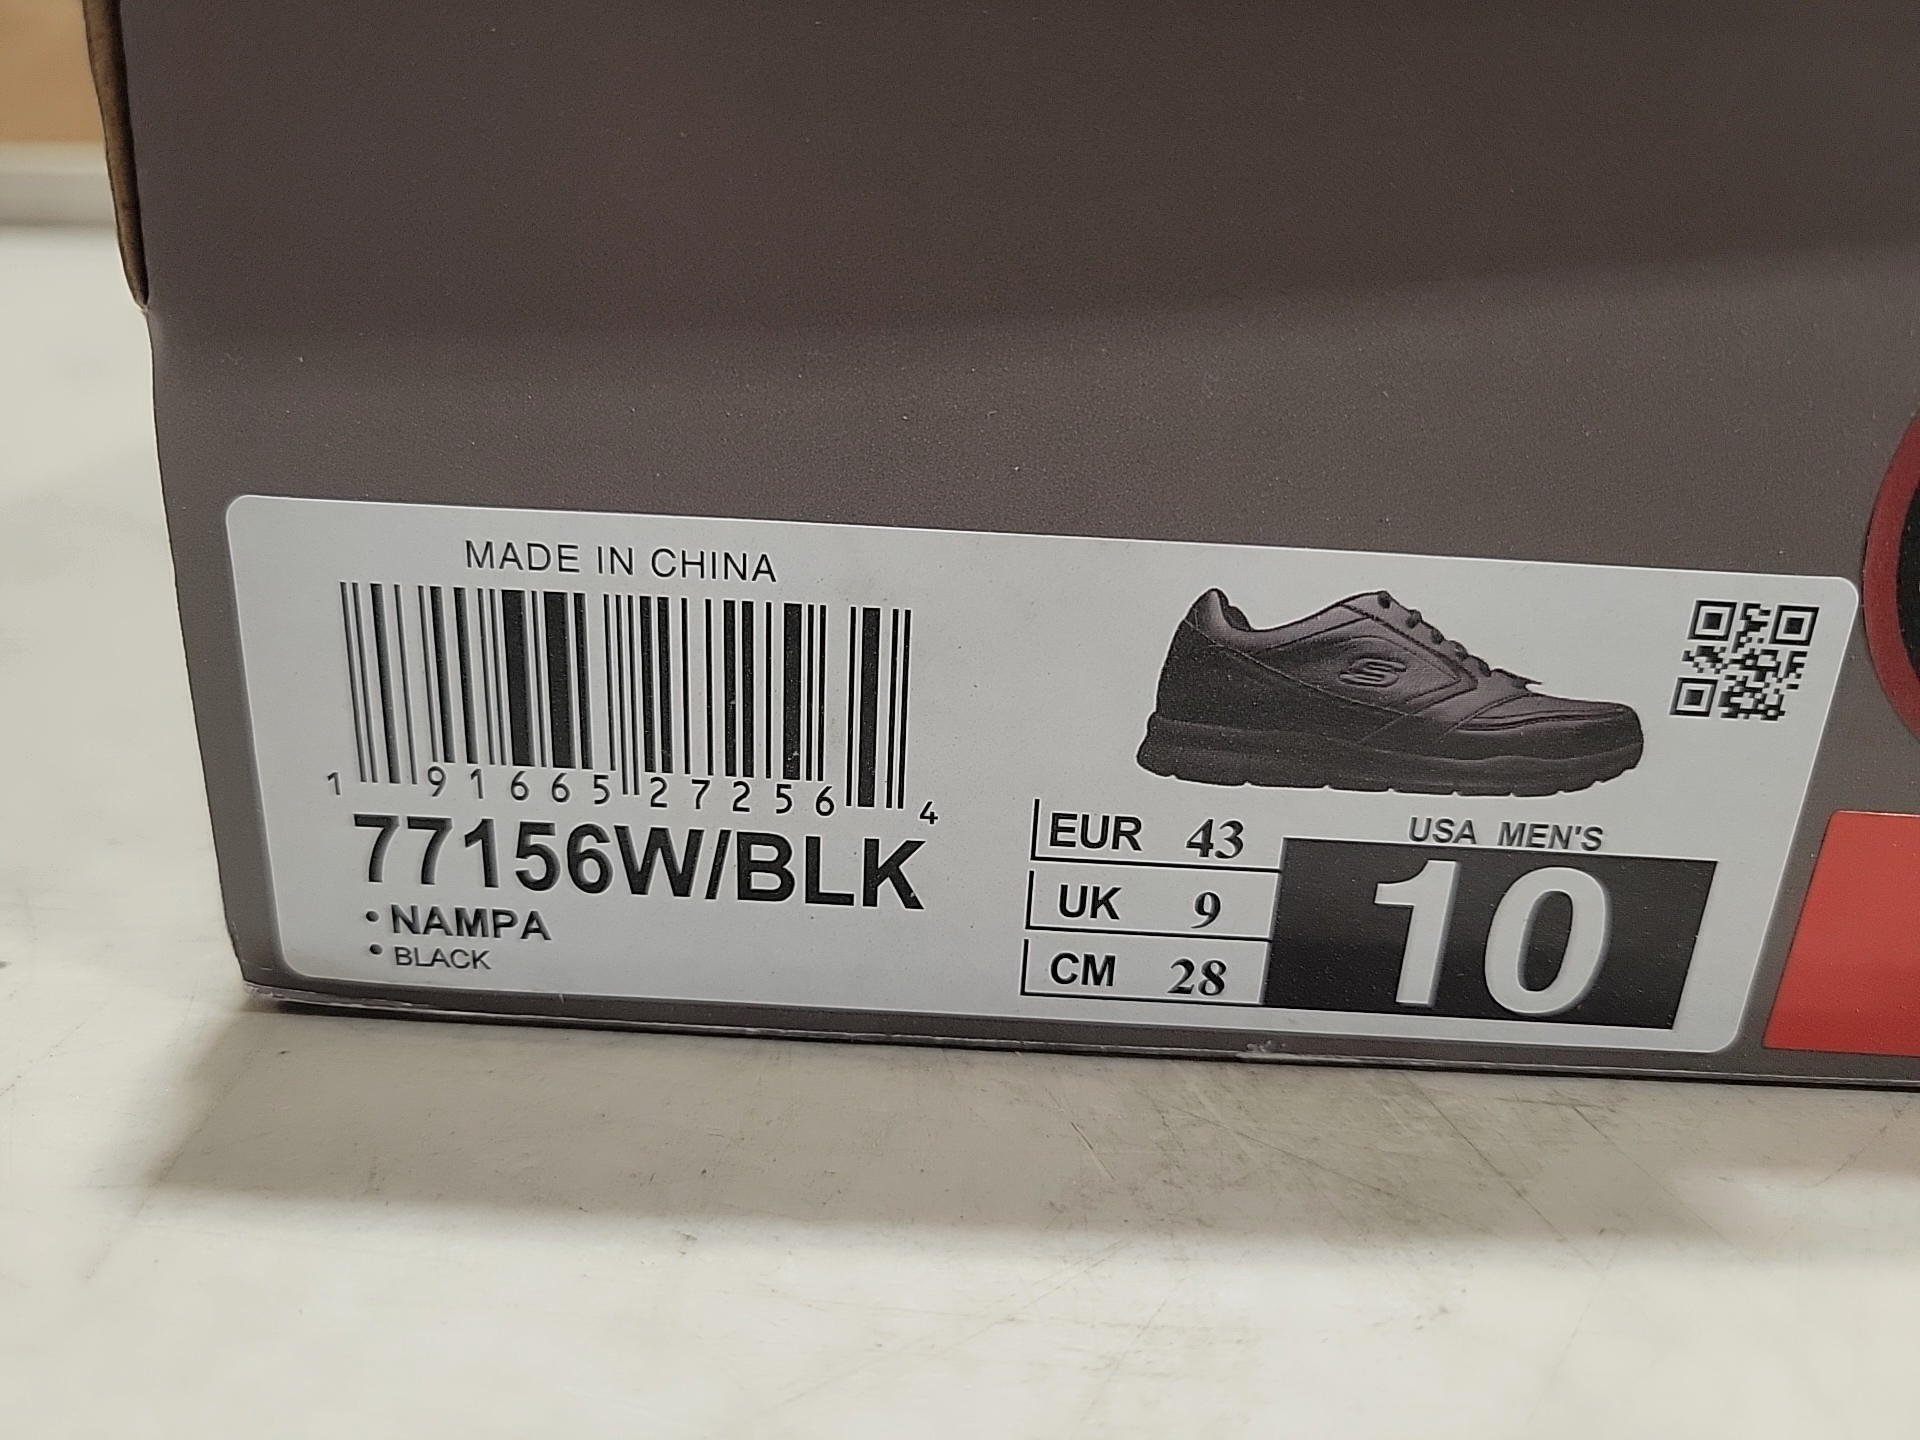 MADE IN CHINA
1 91665 27256 4
77156W/BLK
• NAMPA
• BLACK
EUR 43
UK 9
CM 28
USA MEN'S
10